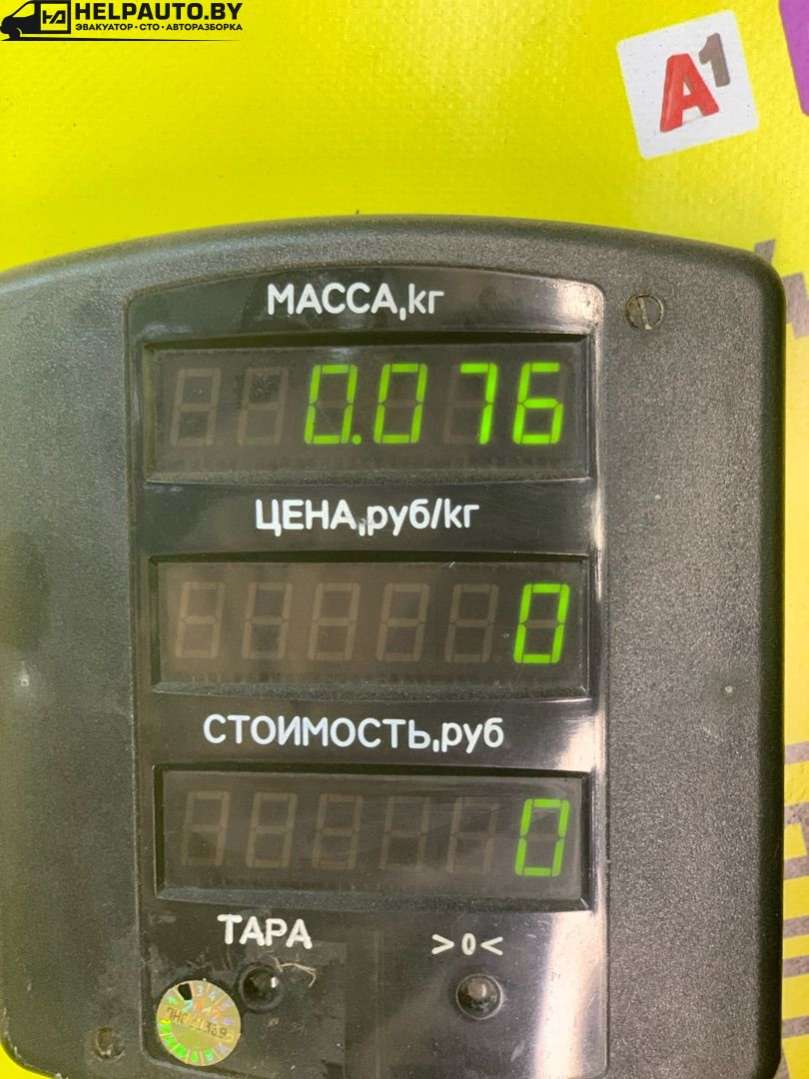 HELPAUTO.BY
ЭВАКУАТОР • СТО • АВТОРАЗБОРКА
A1
МАССА,кг
0.076
ЦЕНА,руб/кг
0
СТОИМОСТЬ,руб
0
ТАРА
>0<